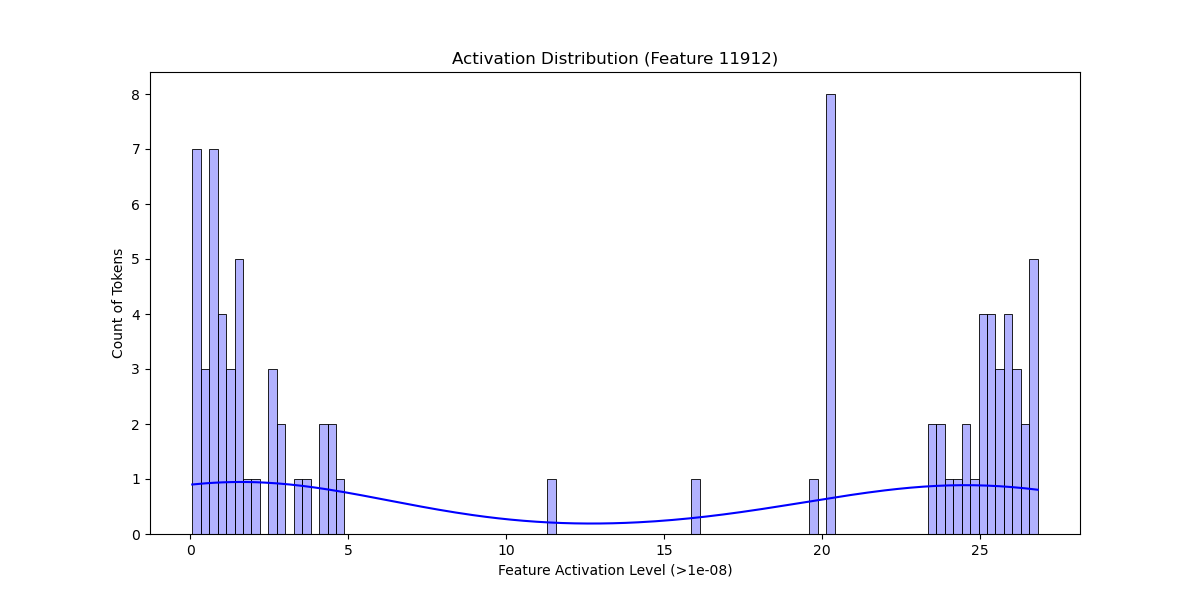 Activation Distribution (Feature 11912)
8
7
6
5
4
3
2
1
0
Count of Tokens
0 5 10 15 20 25
Feature Activation Level (>1e-08)